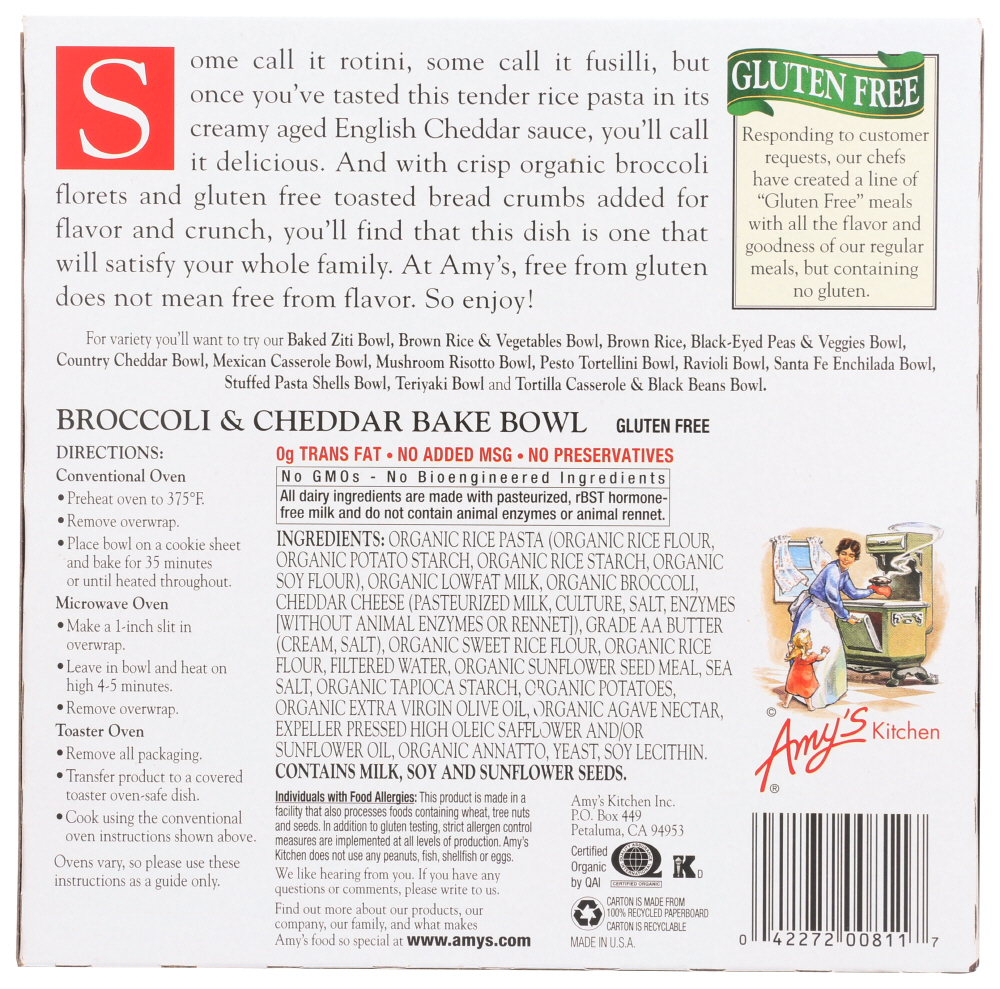 Some call it rotini, some call it fusilli, but
once you've tasted this tender rice pasta in its
creamy aged English Cheddar sauce, you'll call
it delicious. And with crisp organic broccoli
florets and gluten free toasted bread crumbs added for
flavor and crunch, you'll find that this dish is one that
will satisfy your whole family. At Amy's, free from gluten
does not mean free from flavor. So enjoy!
GLUTEN FREE
Responding to customer
requests, our chefs
have created a line of
"Gluten Free" meals
with all the flavor and
goodness of our regular
meals, but containing
no gluten.
For variety you'll want to try our Baked Ziti Bowl, Brown Rice & Vegetables Bowl, Brown Rice, Black-Eyed Peas & Veggies Bowl,
Country Cheddar Bowl, Mexican Casserole Bowl, Mushroom Risotto Bowl, Pesto Tortellini Bowl, Ravioli Bowl, Santa Fe Enchilada Bowl,
Stuffed Pasta Shells Bowl, Teriyaki Bowl and Tortilla Casserole & Black Beans Bowl.
BROCCOLI & CHEDDAR BAKE BOWL GLUTEN FREE
DIRECTIONS:
Conventional Oven
• Preheat oven to 375°F.
• Remove overwrap.
• Place bowl on a cookie sheet
and bake for 35 minutes
or until heated throughout.
Microwave Oven
• Make a 1-inch slit in
overwrap.
• Leave in bowl and heat on
high 4-5 minutes.
• Remove overwrap.
Toaster Oven
• Remove all packaging.
• Transfer product to a covered
toaster oven-safe dish.
• Cook using the conventional
oven instructions shown above.
Ovens vary, so please use these
instructions as a guide only.
0g TRANS FAT • NO ADDED MSG • NO PRESERVATIVES
No GMOs - No Bioengineered Ingredients
All dairy ingredients are made with pasteurized, rBST hormone-
free milk and do not contain animal enzymes or animal rennet.
INGREDIENTS: ORGANIC RICE PASTA (ORGANIC RICE FLOUR,
ORGANIC POTATO STARCH, ORGANIC RICE STARCH, ORGANIC
SOY FLOUR), ORGANIC LOWFAT MILK, ORGANIC BROCCOLI,
CHEDDAR CHEESE (PASTEURIZED MILK, CULTURE, SALT, ENZYMES
[WITHOUT ANIMAL ENZYMES OR RENNET]), GRADE AA BUTTER
(CREAM, SALT), ORGANIC SWEET RICE FLOUR, ORGANIC RICE
FLOUR, FILTERED WATER, ORGANIC SUNFLOWER SEED MEAL, SEA
SALT, ORGANIC TAPIOCA STARCH, ORGANIC POTATOES,
ORGANIC EXTRA VIRGIN OLIVE OIL, ORGANIC AGAVE NECTAR,
EXPELLER PRESSED HIGH OLEIC SAFFLOWER AND/OR
SUNFLOWER OIL, ORGANIC ANNATTO, YEAST, SOY LECITHIN.
CONTAINS MILK, SOY AND SUNFLOWER SEEDS.
Individuals with Food Allergies: This product is made in a
facility that also processes foods containing wheat, tree nuts
and seeds. In addition to gluten testing, strict allergen control
measures are implemented at all levels of production. Amy's
Kitchen does not use any peanuts, fish, shellfish or eggs.
We like hearing from you. If you have any
questions or comments, please write to us.
Find out more about our products, our
company, our family, and what makes
Amy's food so special at www.amys.com
Amy's Kitchen Inc.
P.O. Box 449
Petaluma, CA 94953
Certified
Organic
by QAI
CERTIFIED ORGANIC
K D
CARTON IS MADE FROM
100% RECYCLED PAPERBOARD
CARTON IS RECYCLABLE
MADE IN U.S.A.
©
Amy's Kitchen
®
0 42272 00811 7